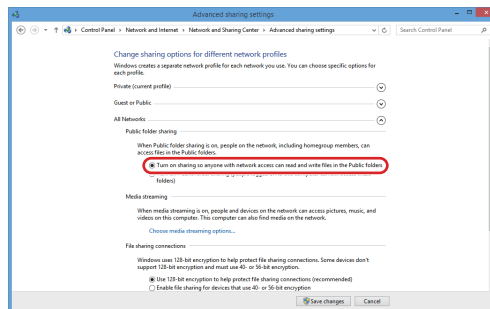 Advanced sharing settings
Control Panel Network and Internet Network and Sharing Center Advanced sharing settings
Search Control Panel
Change sharing options for different network profiles
Windows creates a separate network profile for each network you use. You can choose specific options for
each profile.
Private (current profile)
Guest or Public
All Networks
Public folder sharing
When Public folder sharing is on, people on the network, including homegroup members, can
access files in the Public folders.
Turn on sharing so anyone with network access can read and write files in the Public folders
folders)
Media streaming
When media streaming is on, people and devices on the network can access pictures, music, and
videos on this computer. This computer can also find media on the network.
Choose media streaming options...
File sharing connections
Windows uses 128-bit encryption to help protect file sharing connections. Some devices don't
support 128-bit encryption and must use 40- or 56-bit encryption.
Use 128-bit encryption to help protect file sharing connections (recommended)
Enable file sharing for devices that use 40- or 56-bit encryption
Save changes Cancel